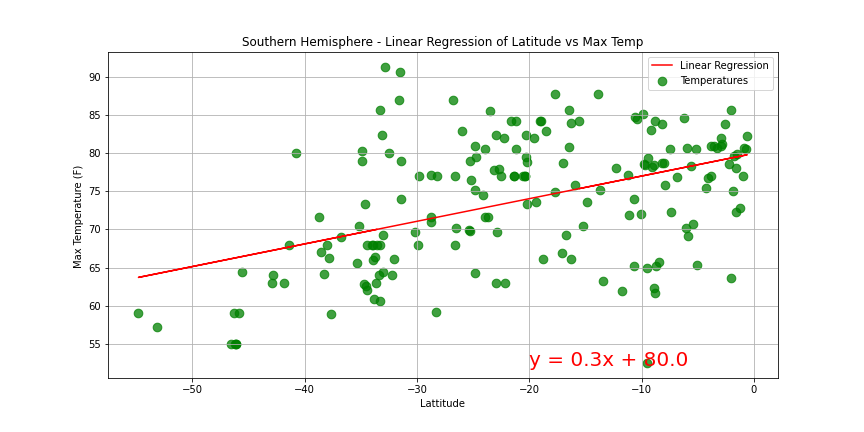 Southern Hemisphere - Linear Regression of Latitude vs Max Temp
Linear Regression
Temperatures
Max Temperature (F)
90
85
80
75
70
65
60
55
y = 0.3x + 80.0
−50
−40
−30
−20
−10
0
Lattitude